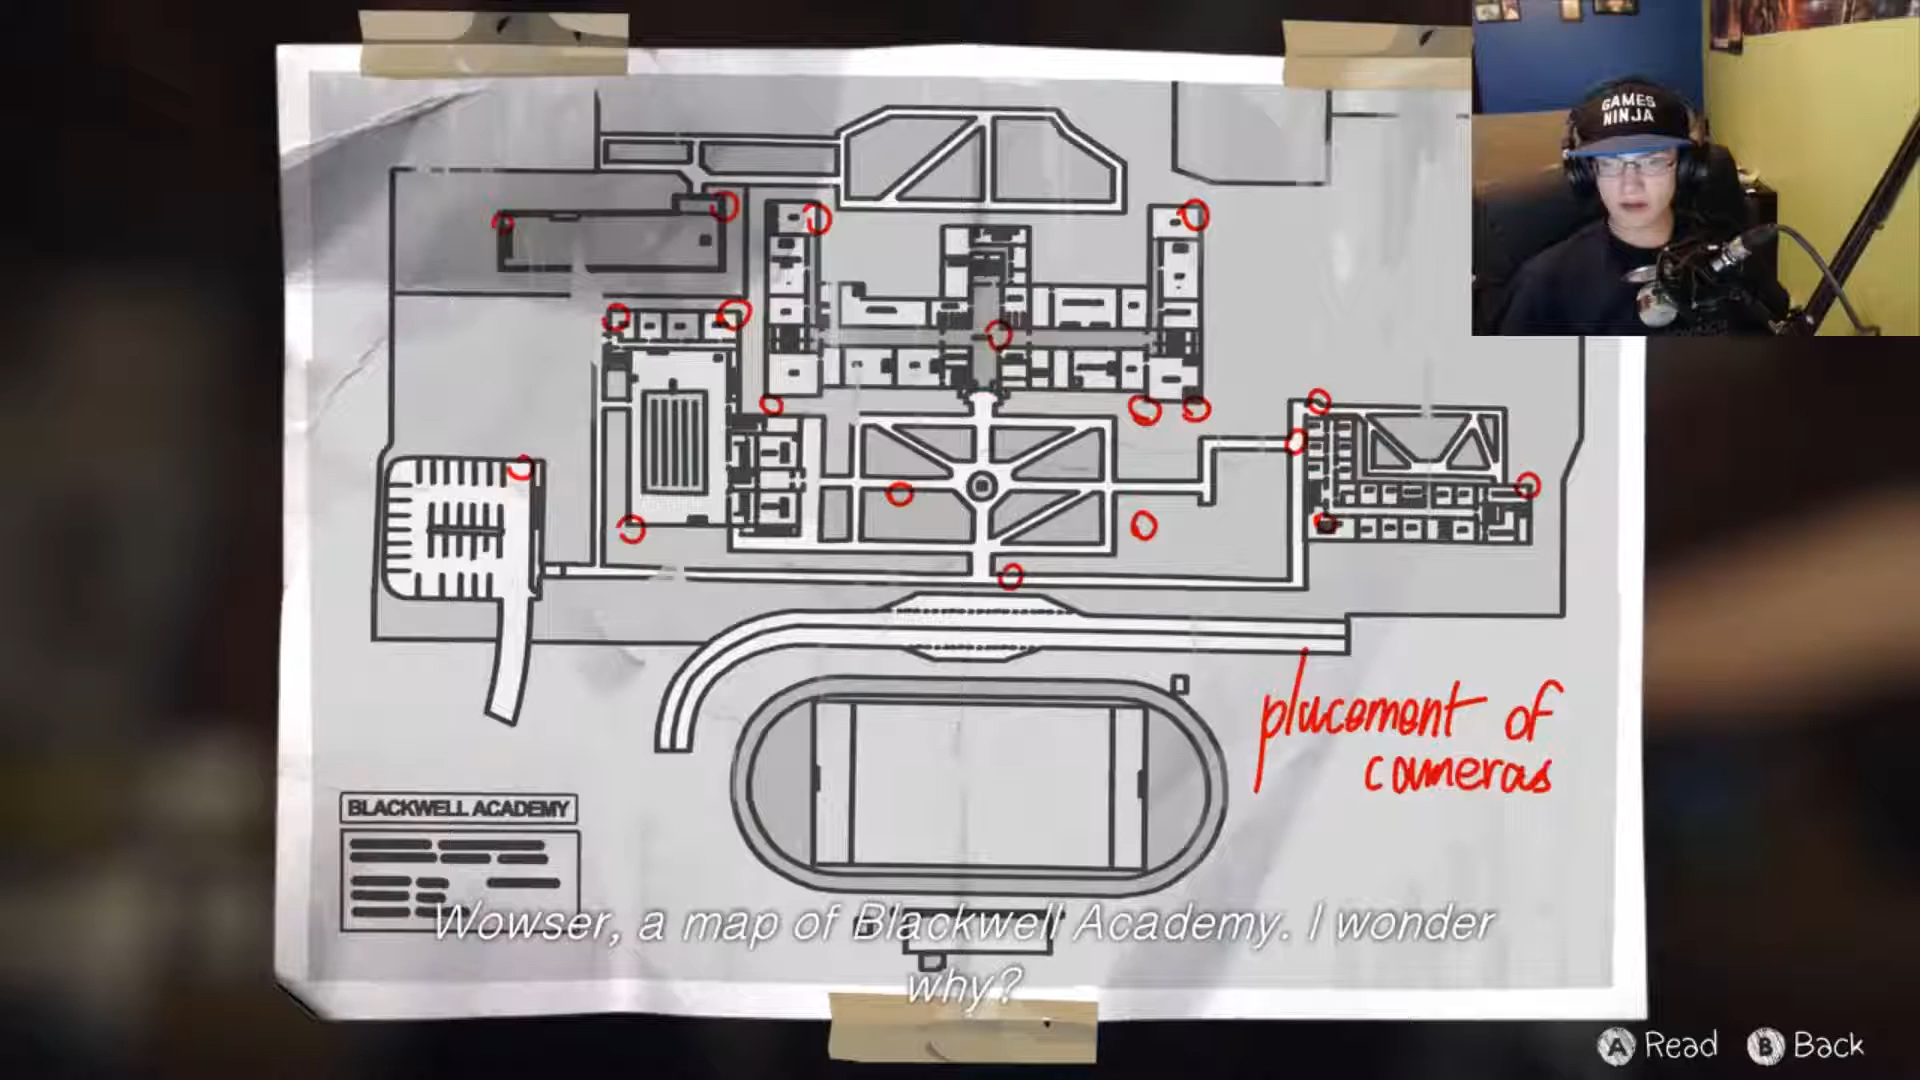 GAMES
NINJA
placement of
cameras
BLACKWELL ACADEMY
Wowser, a map of Blackwell Academy. I wonder
why?
A Read B Back